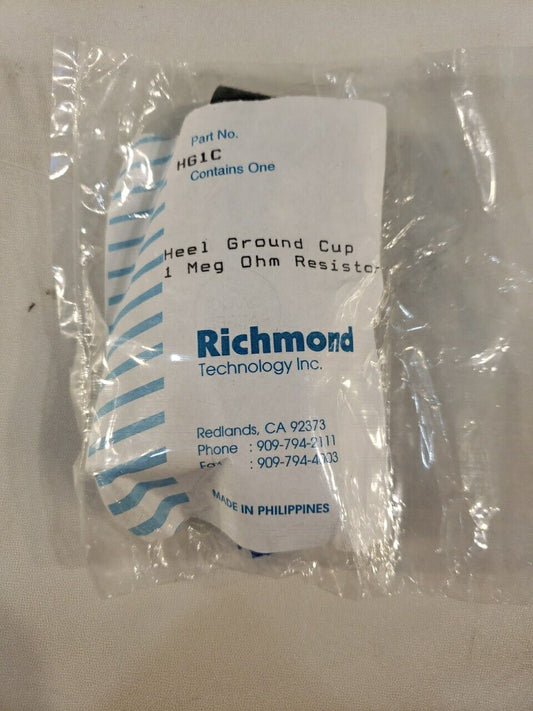 Part No.
HG1C
Contains One
Heel Ground Cup
1 Meg Ohm Resistor
Richmond
Technology Inc.
Redlands, CA 92373
Phone : 909-794-2111
Fax : 909-794-4003
MADE IN PHILIPPINES